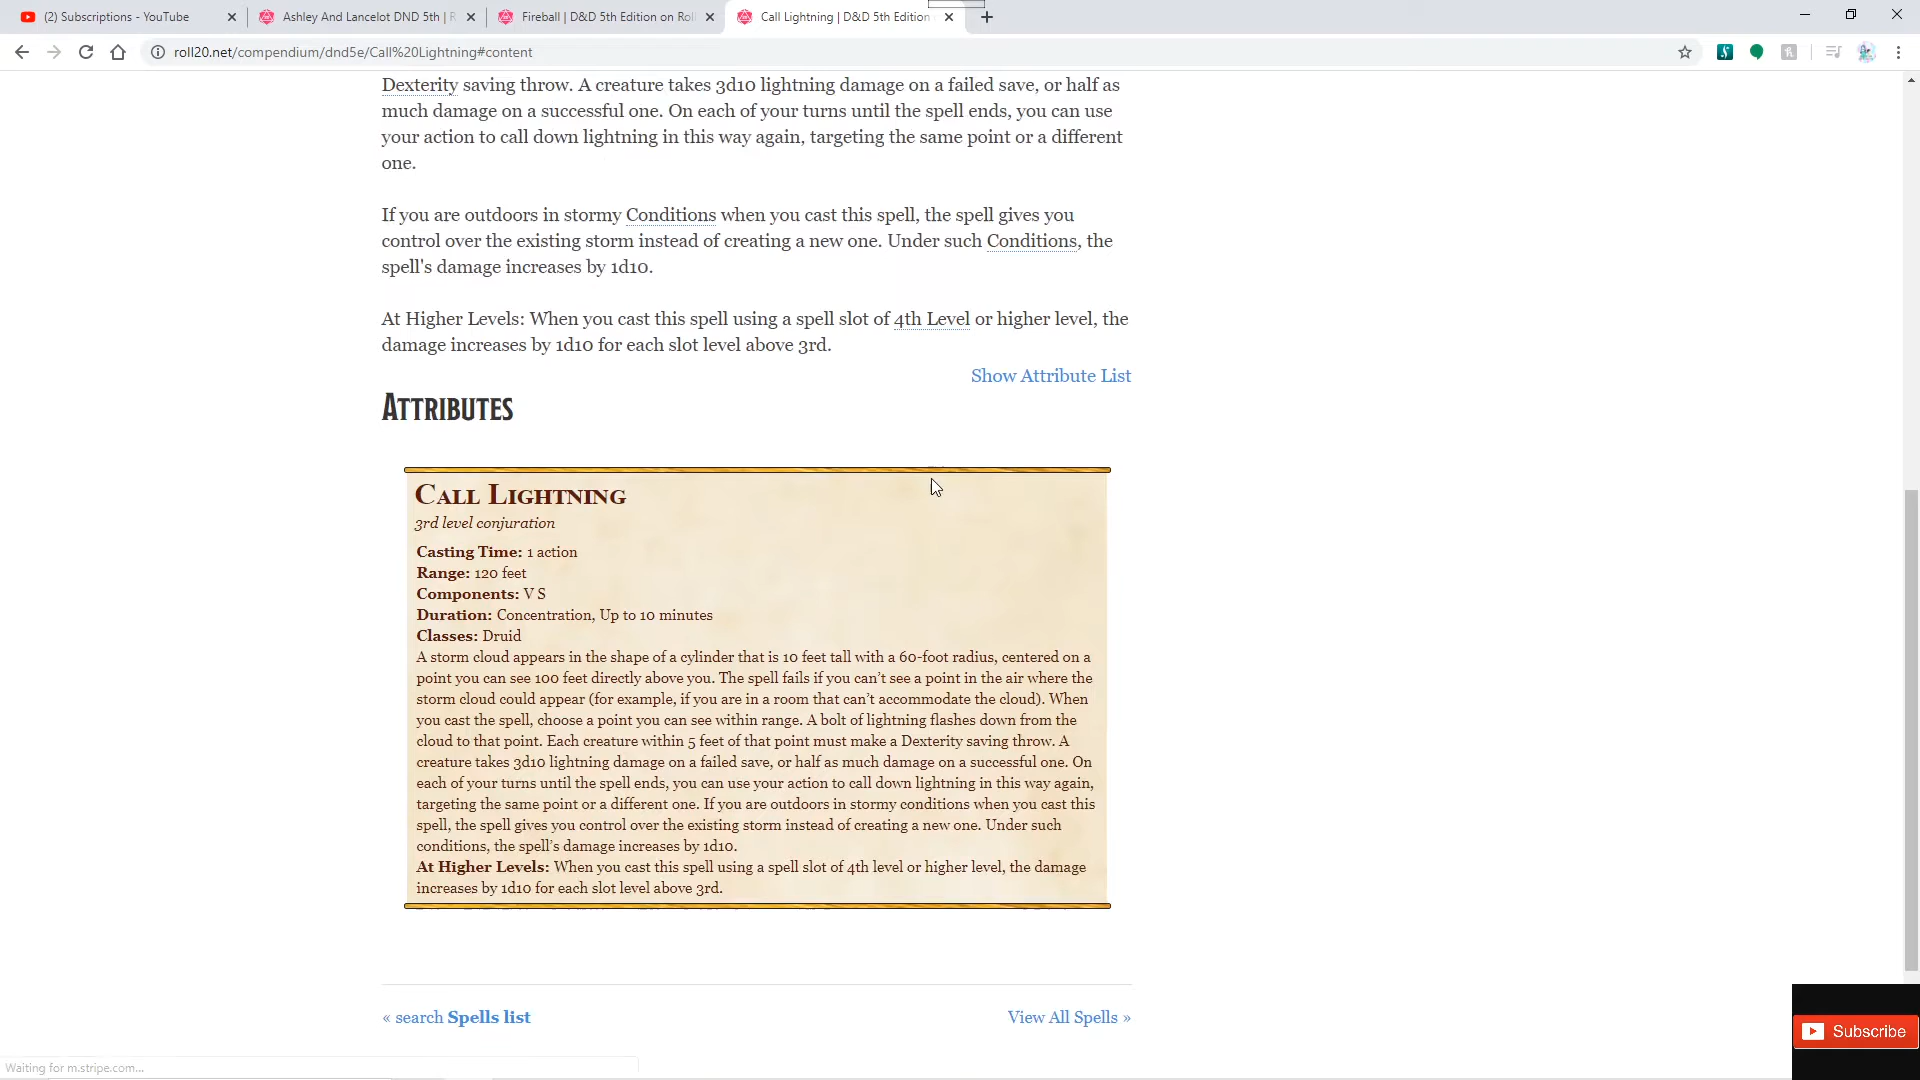 (2) Subscriptions - YouTube
Ashley And Lancelot DND 5th | R
Fireball | D&D 5th Edition on Rol
Call Lightning | D&D 5th Edition
roll20.net/compendium/dnd5e/Call%20Lightning#content
Dexterity saving throw. A creature takes 3d10 lightning damage on a failed save, or half as
much damage on a successful one. On each of your turns until the spell ends, you can use
your action to call down lightning in this way again, targeting the same point or a different
one.
If you are outdoors in stormy Conditions when you cast this spell, the spell gives you
control over the existing storm instead of creating a new one. Under such Conditions, the
spell's damage increases by 1d10.
At Higher Levels: When you cast this spell using a spell slot of 4th Level or higher level, the
damage increases by 1d10 for each slot level above 3rd.
Show Attribute List
ATTRIBUTES
CALL LIGHTNING
3rd level conjuration
Casting Time: 1 action
Range: 120 feet
Components: V S
Duration: Concentration, Up to 10 minutes
Classes: Druid
A storm cloud appears in the shape of a cylinder that is 10 feet tall with a 60-foot radius, centered on a
point you can see 100 feet directly above you. The spell fails if you can’t see a point in the air where the
storm cloud could appear (for example, if you are in a room that can’t accommodate the cloud). When
you cast the spell, choose a point you can see within range. A bolt of lightning flashes down from the
cloud to that point. Each creature within 5 feet of that point must make a Dexterity saving throw. A
creature takes 3d10 lightning damage on a failed save, or half as much damage on a successful one. On
each of your turns until the spell ends, you can use your action to call down lightning in this way again,
targeting the same point or a different one. If you are outdoors in stormy conditions when you cast this
spell, the spell gives you control over the existing storm instead of creating a new one. Under such
conditions, the spell’s damage increases by 1d10.
At Higher Levels: When you cast this spell using a spell slot of 4th level or higher level, the damage
increases by 1d10 for each slot level above 3rd.
« search Spells list
View All Spells »
Subscribe
Waiting for m.stripe.com...